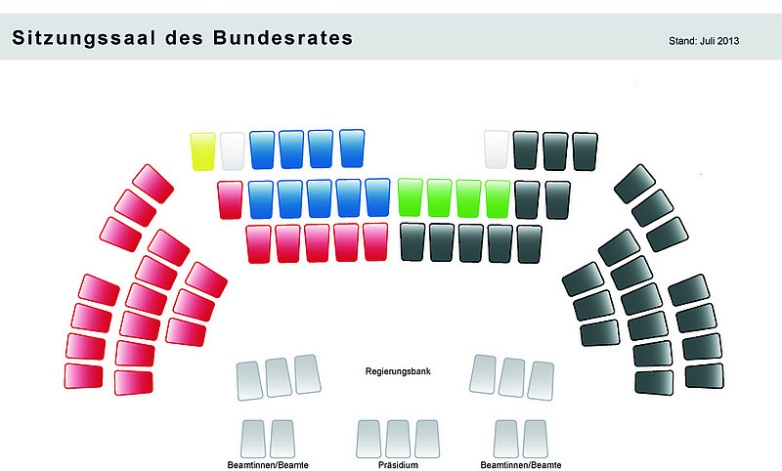 Sitzungssaal des Bundesrates
Stand: Juli 2013
Regierungsbank
Beamtinnen/Beamte
Präsidium
Beamtinnen/Beamte